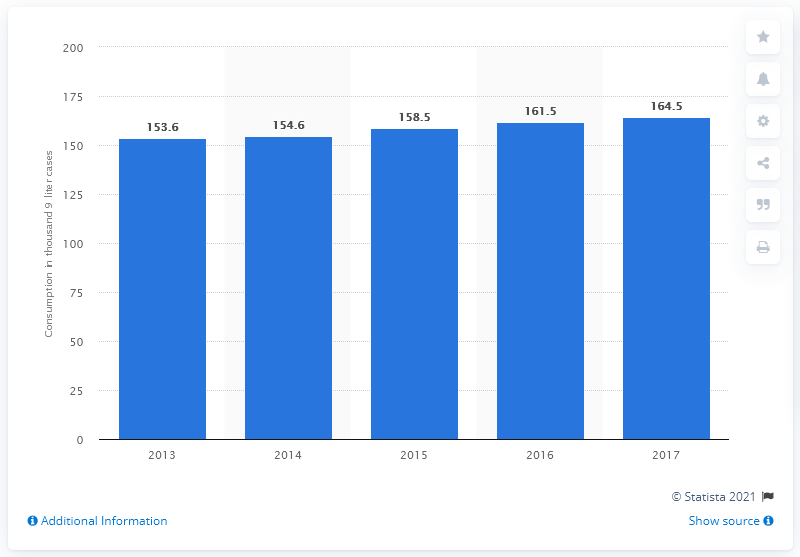 Consumption in thousand 9 liter cases
200
175
150
125
100
75
50
25
0
153.6
154.6
158.5
161.5
164.5
2013 2014 2015 2016 2017
© Statista 2021
Additional Information
Show source